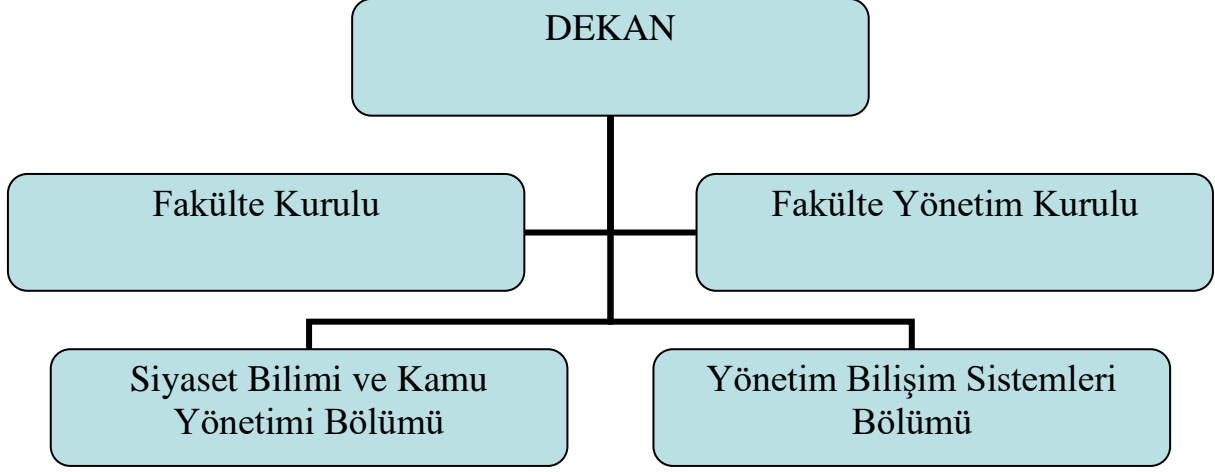 DEKAN
Fakülte Kurulu
Fakülte Yönetim Kurulu
Siyaset Bilimi ve Kamu
Yönetimi Bölümü
Yönetim Bilişim Sistemleri
Bölümü